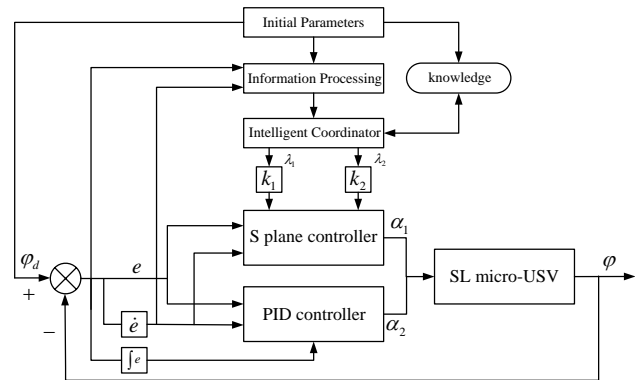 Initial Parameters
Information Processing
knowledge
Intelligent Coordinator
λ₁
λ₂
k₁
k₂
S plane controller
α₁
φ_d
e
SL micro-USV
φ
+
ė
PID controller
α₂
−
∫e